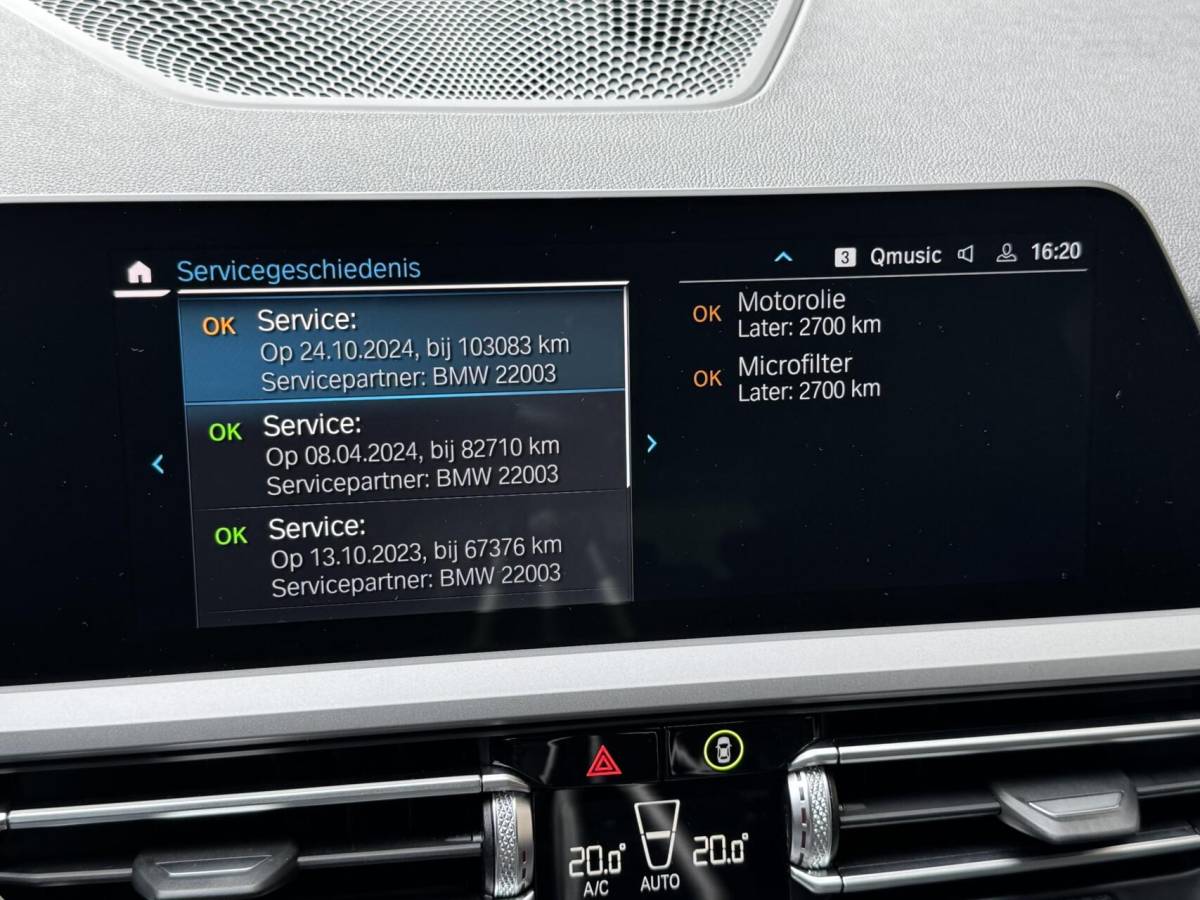 Servicegeschiedenis
3 Qmusic 16:20
OK Service:
Op 24.10.2024, bij 103083 km
Servicepartner: BMW 22003
OK Service:
Op 08.04.2024, bij 82710 km
Servicepartner: BMW 22003
OK Service:
Op 13.10.2023, bij 67376 km
Servicepartner: BMW 22003
OK Motorolie
Later: 2700 km
OK Microfilter
Later: 2700 km
20.0° 20.0°
A/C AUTO